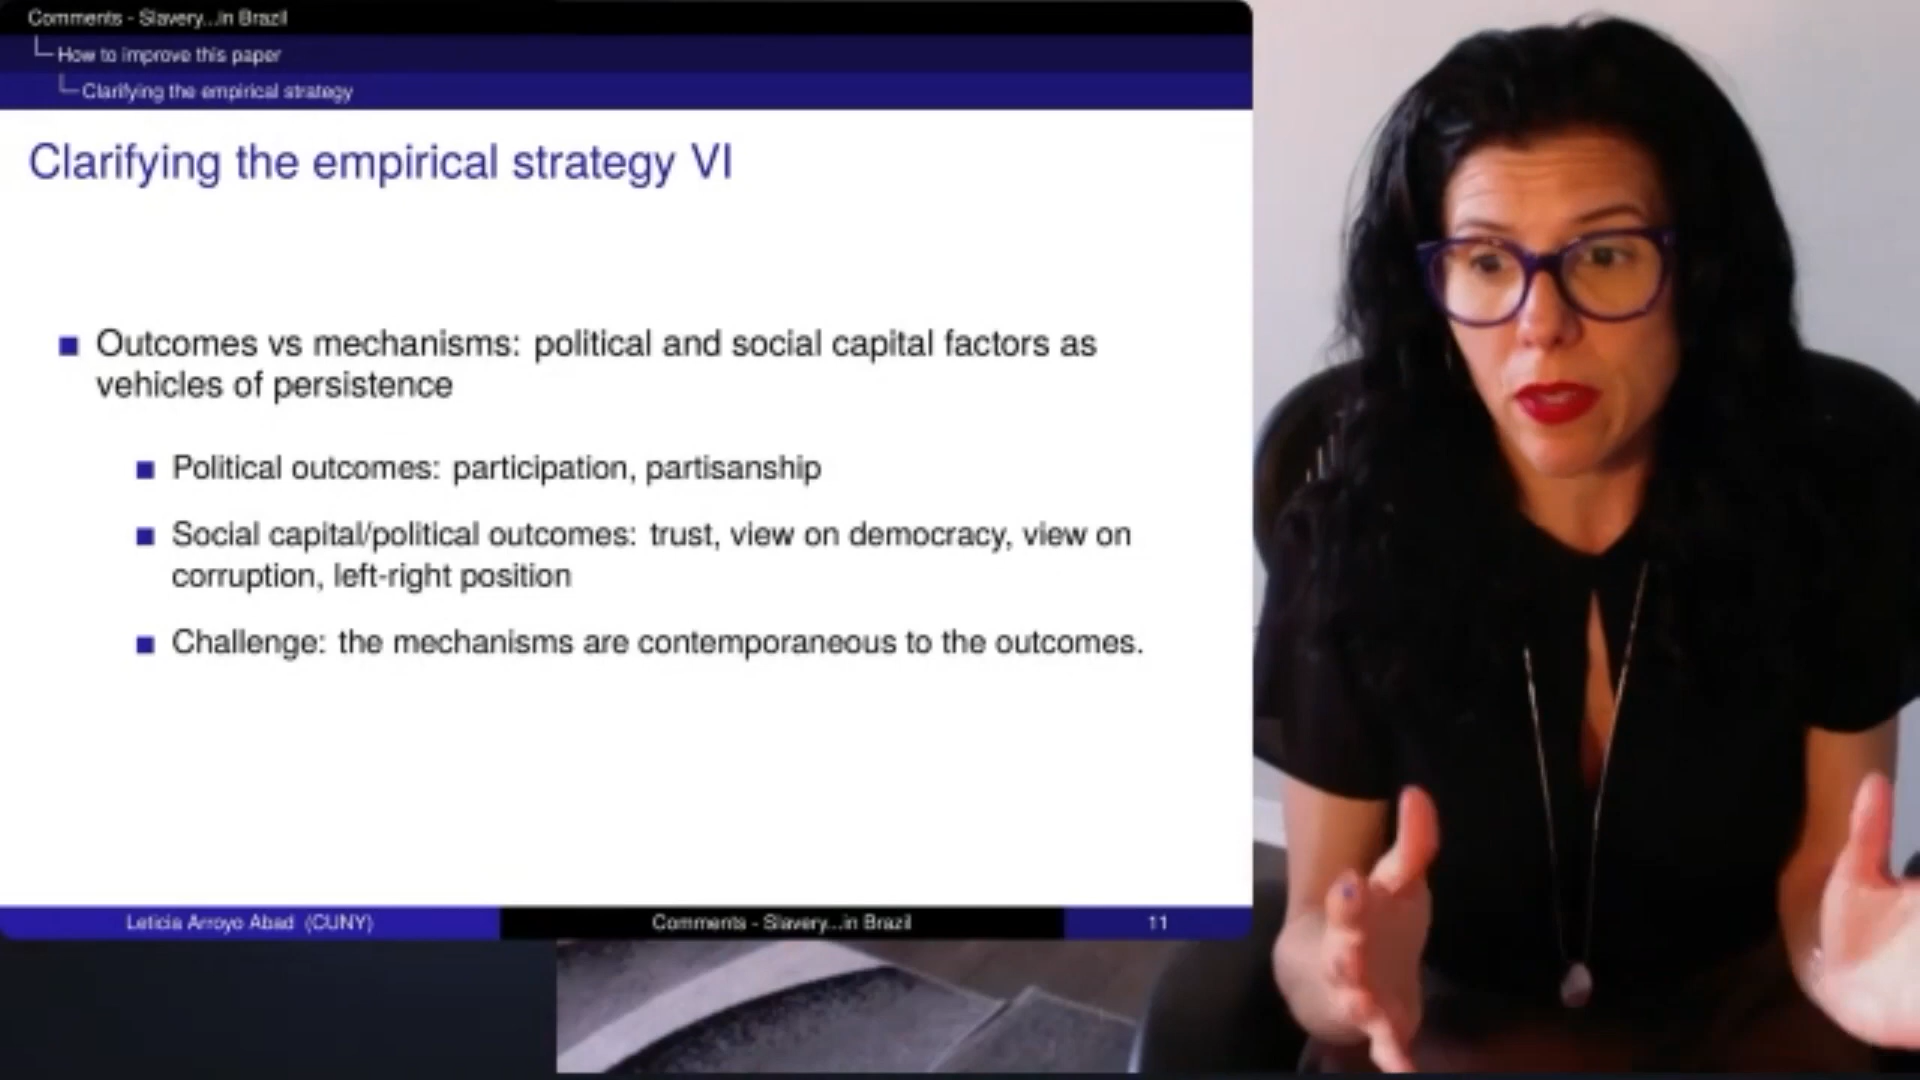 Comments - Slavery...in Brazil
How to improve this paper
Clarifying the empirical strategy
Clarifying the empirical strategy VI
Outcomes vs mechanisms: political and social capital factors as
vehicles of persistence
Political outcomes: participation, partisanship
Social capital/political outcomes: trust, view on democracy, view on
corruption, left-right position
Challenge: the mechanisms are contemporaneous to the outcomes.
Leticia Arroyo Abad (CUNY)
Comments - Slavery...in Brazil
11